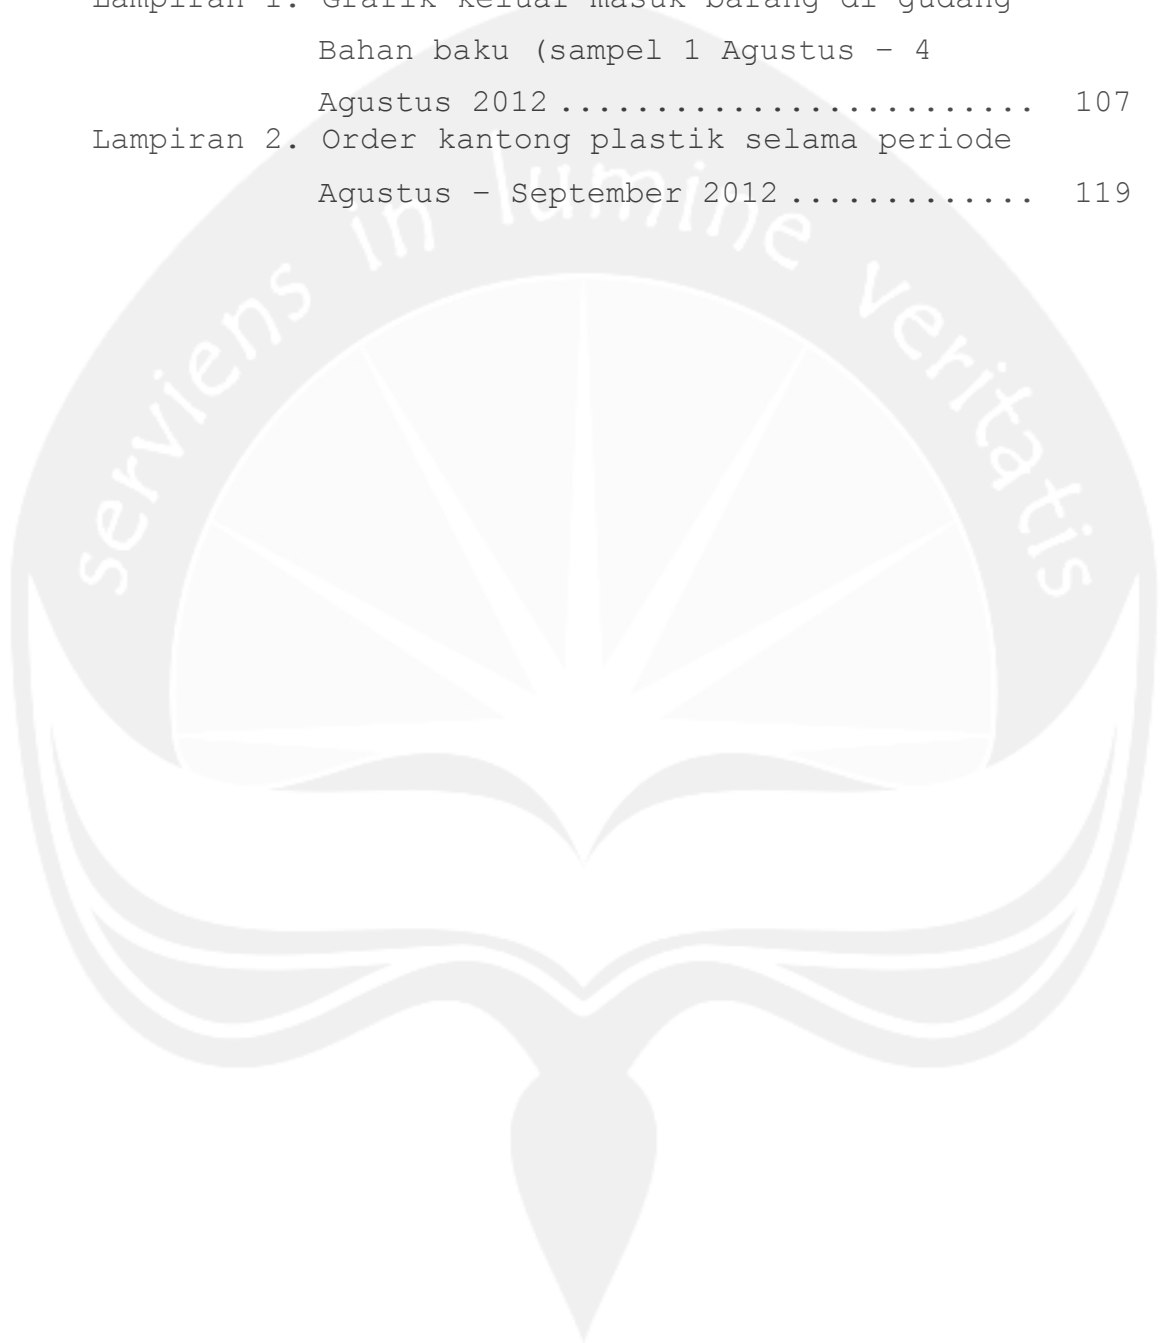 Lampiran 1. Grafik keluar masuk barang di gudang
Bahan baku (sampel 1 Agustus – 4
Agustus 2012 ......................... 107
Lampiran 2. Order kantong plastik selama periode
Agustus – September 2012 ............. 119
serviens in lumine veritatis